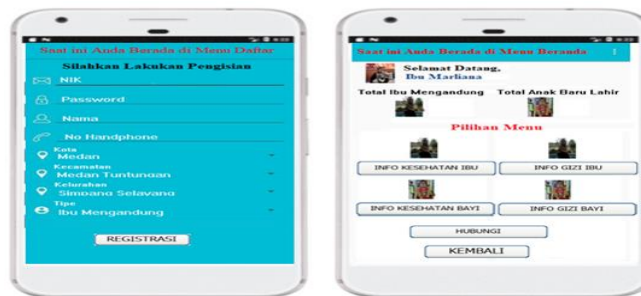 Saat ini Anda Berada di Menu Daftar
Silahkan Lakukan Pengisian
NIK
Password
Nama
No Handphone
Kota
Medan
Kecamatan
Medan Tuntungan
Kelurahan
Simpang Selayang
Tipe
Ibu Mengandung
REGISTRASI
Saat ini Anda Berada di Menu Beranda
Selamat Datang,
Ibu Marliana
Total Ibu Mengandung Total Anak Baru Lahir
Pilihan Menu
INFO KESEHATAN IBU INFO GIZI IBU
INFO KESEHATAN BAYI INFO GIZI BAYI
HUBUNGI
KEMBALI